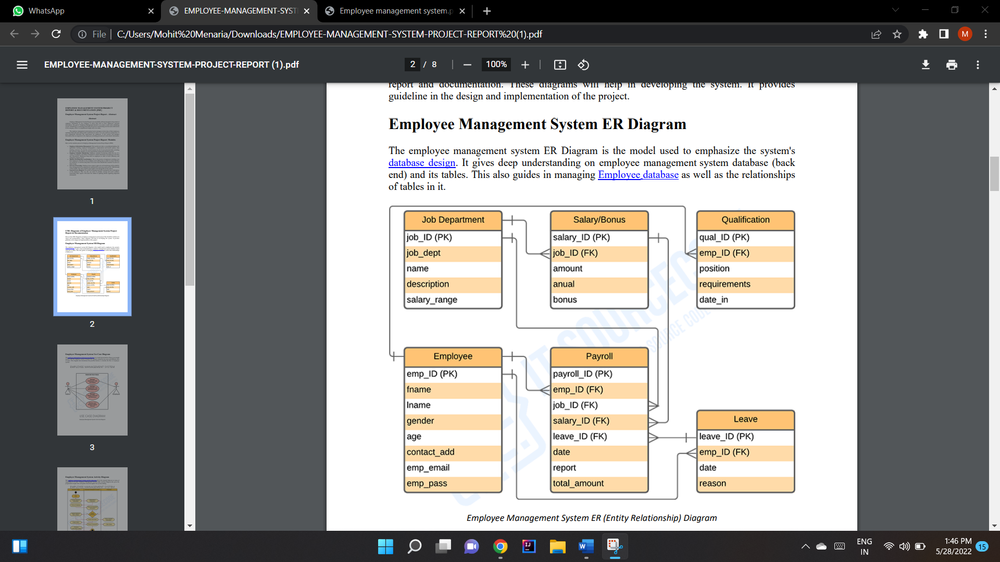 WhatsApp
EMPLOYEE-MANAGEMENT-SYST
Employee management system.p
File
C:/Users/Mohit%20Menaria/Downloads/EMPLOYEE-MANAGEMENT-SYSTEM-PROJECT-REPORT%20(1).pdf
M
EMPLOYEE-MANAGEMENT-SYSTEM-PROJECT-REPORT (1).pdf
2 / 8
100%
1
2
EMPLOYEE MANAGEMENT SYSTEM
USE CASE DIAGRAM
3
EMPLOYEE MANAGEMENT SYSTEM
report and documentation. These diagrams will help in developing the system. It provides
guideline in the design and implementation of the project.
Employee Management System ER Diagram
The employee management system ER Diagram is the model used to emphasize the system's
database design. It gives deep understanding on employee management system database (back
end) and its tables. This also guides in managing Employee database as well as the relationships
of tables in it.
Job Department
job_ID (PK)
job_dept
name
description
salary_range
Salary/Bonus
salary_ID (PK)
job_ID (FK)
amount
anual
bonus
Qualification
qual_ID (PK)
emp_ID (FK)
position
requirements
date_in
Employee
emp_ID (PK)
fname
lname
gender
age
contact_add
emp_email
emp_pass
Payroll
payroll_ID (PK)
emp_ID (FK)
job_ID (FK)
salary_ID (FK)
leave_ID (FK)
date
report
total_amount
Leave
leave_ID (PK)
emp_ID (FK)
date
reason
Employee Management System ER (Entity Relationship) Diagram
ENG
IN
1:46 PM
5/28/2022
15